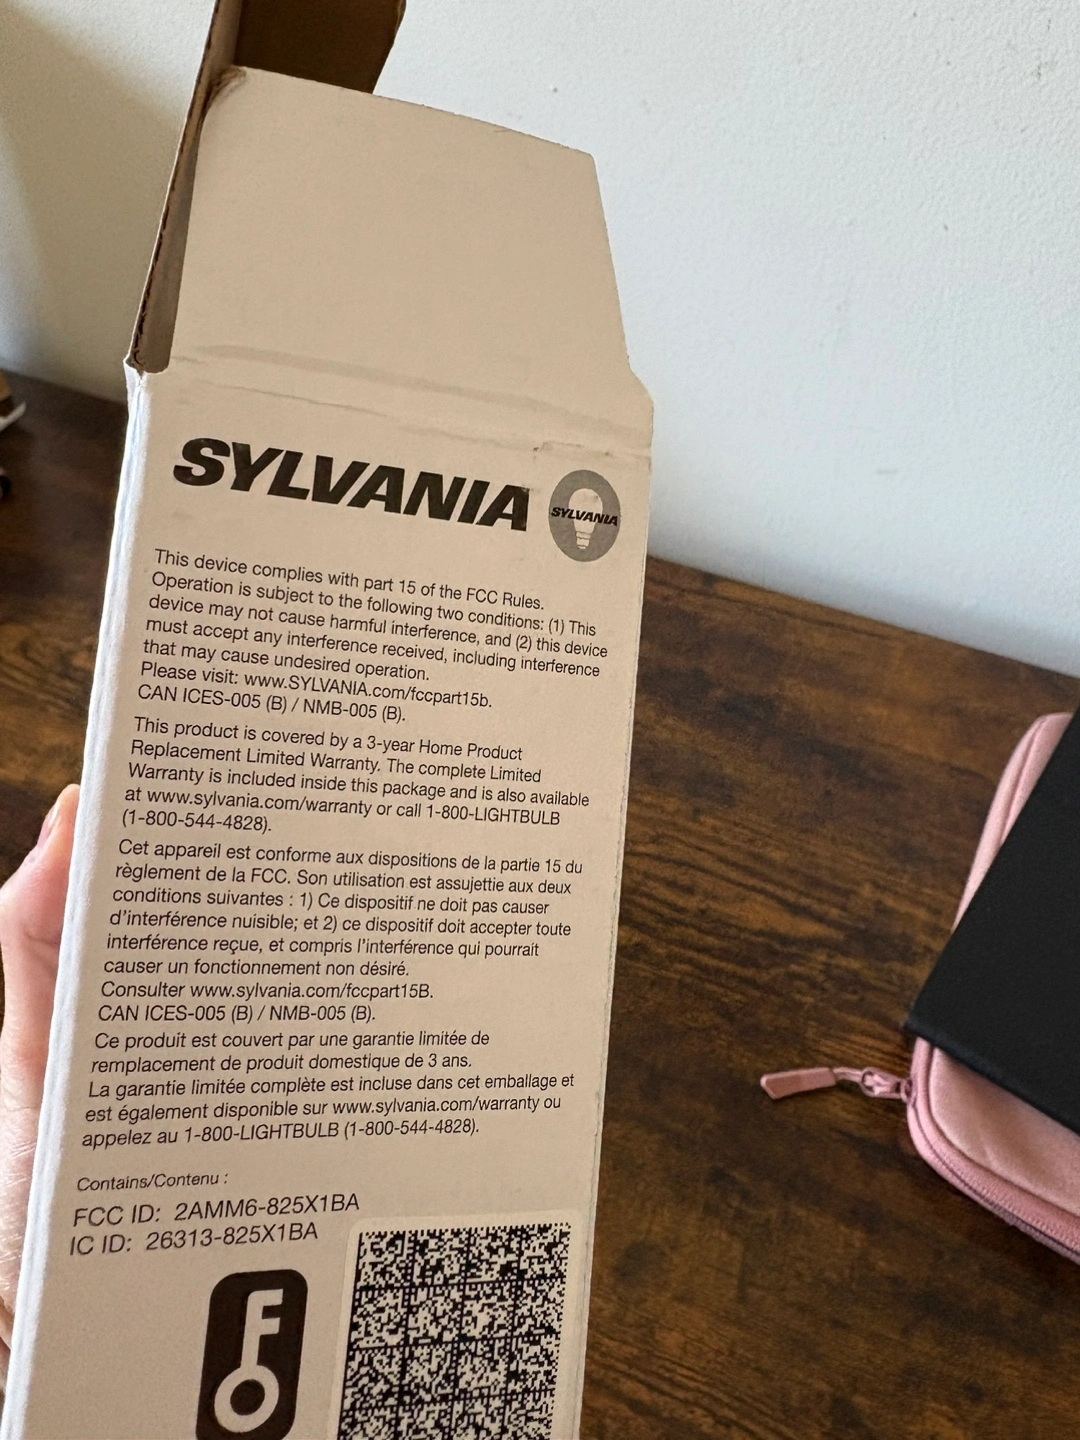 SYLVANIA
SYLVANIA
This device complies with part 15 of the FCC Rules.
Operation is subject to the following two conditions: (1) This
device may not cause harmful interference, and (2) this device
must accept any interference received, including interference
that may cause undesired operation.
Please visit: www.SYLVANIA.com/fccpart15b.
CAN ICES-005 (B) / NMB-005 (B).
This product is covered by a 3-year Home Product
Replacement Limited Warranty. The complete Limited
Warranty is included inside this package and is also available
at www.sylvania.com/warranty or call 1-800-LIGHTBULB
(1-800-544-4828).
Cet appareil est conforme aux dispositions de la partie 15 du
règlement de la FCC. Son utilisation est assujettie aux deux
conditions suivantes : 1) Ce dispositif ne doit pas causer
d'interférence nuisible; et 2) ce dispositif doit accepter toute
interférence reçue, et compris l'interférence qui pourrait
causer un fonctionnement non désiré.
Consulter www.sylvania.com/fccpart15B.
CAN ICES-005 (B) / NMB-005 (B).
Ce produit est couvert par une garantie limitée de
remplacement de produit domestique de 3 ans.
La garantie limitée complète est incluse dans cet emballage et
est également disponible sur www.sylvania.com/warranty ou
appelez au 1-800-LIGHTBULB (1-800-544-4828).
Contains/Contenu :
FCC ID: 2AMM6-825X1BA
IC ID: 26313-825X1BA